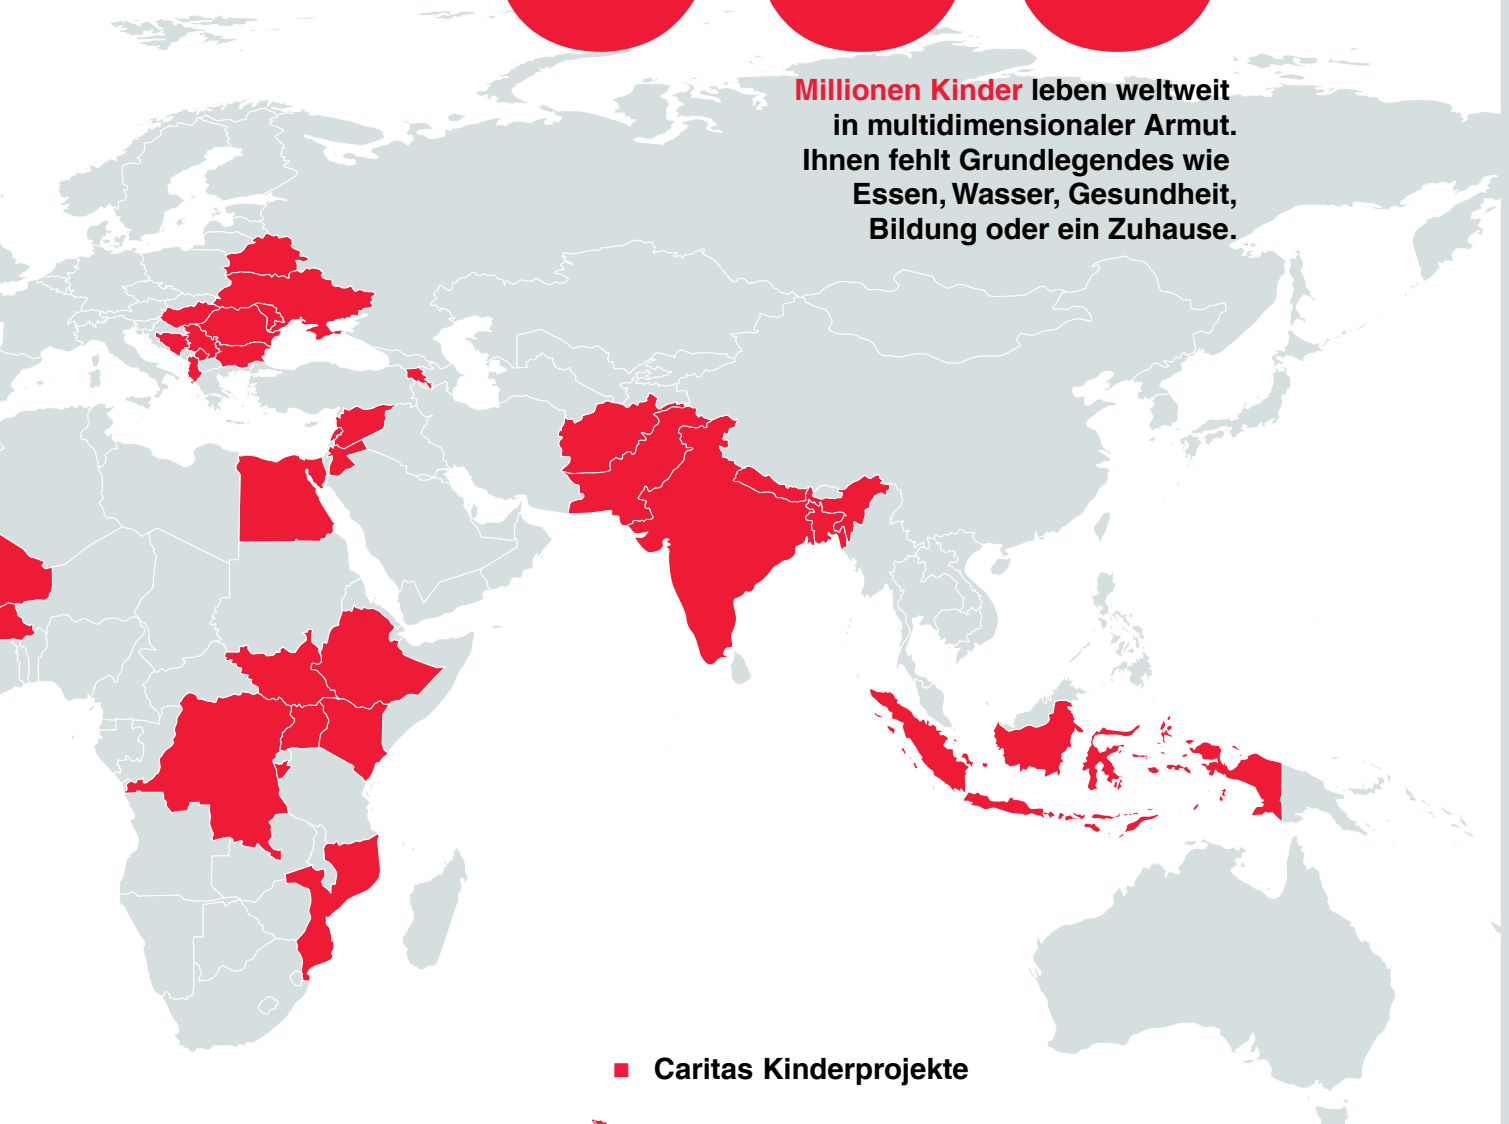 Millionen Kinder leben weltweit
in multidimensionaler Armut.
Ihnen fehlt Grundlegendes wie
Essen, Wasser, Gesundheit,
Bildung oder ein Zuhause.
Caritas Kinderprojekte